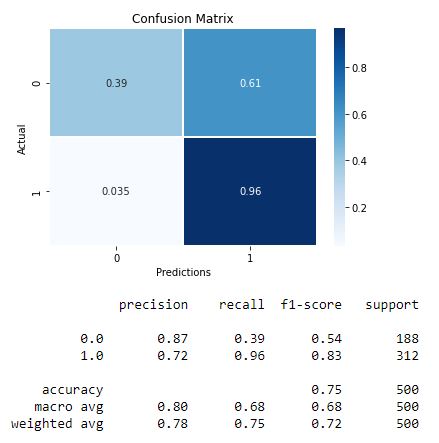 Confusion Matrix
0.8
0 0.39 0.61
0.6
Actual
0.4
1 0.035 0.96
0.2
0 1
Predictions
precision recall f1-score support
0.0 0.87 0.39 0.54 188
1.0 0.72 0.96 0.83 312
accuracy 0.75 500
macro avg 0.80 0.68 0.68 500
weighted avg 0.78 0.75 0.72 500